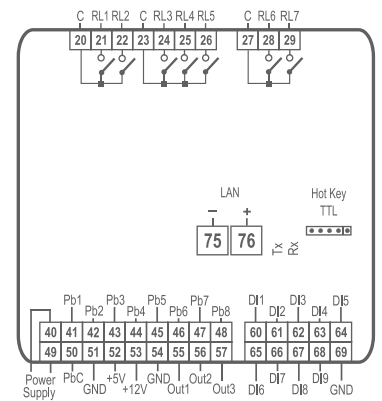 C RL1 RL2 C RL3 RL4 RL5 C RL6 RL7
20 21 22 23 24 25 26 27 28 29
LAN
Hot Key
TTL
− +
75 76
Tx
Rx
Pb1 Pb3 Pb5 Pb7 DI1 DI3 DI5
Pb2 Pb4 Pb6 Pb8 DI2 DI4
40 41 42 43 44 45 46 47 48 60 61 62 63 64
49 50 51 52 53 54 55 56 57 65 66 67 68 69
Power PbC +5V GND Out2 DI7 DI9
Supply GND +12V Out1 Out3 DI6 DI8 GND